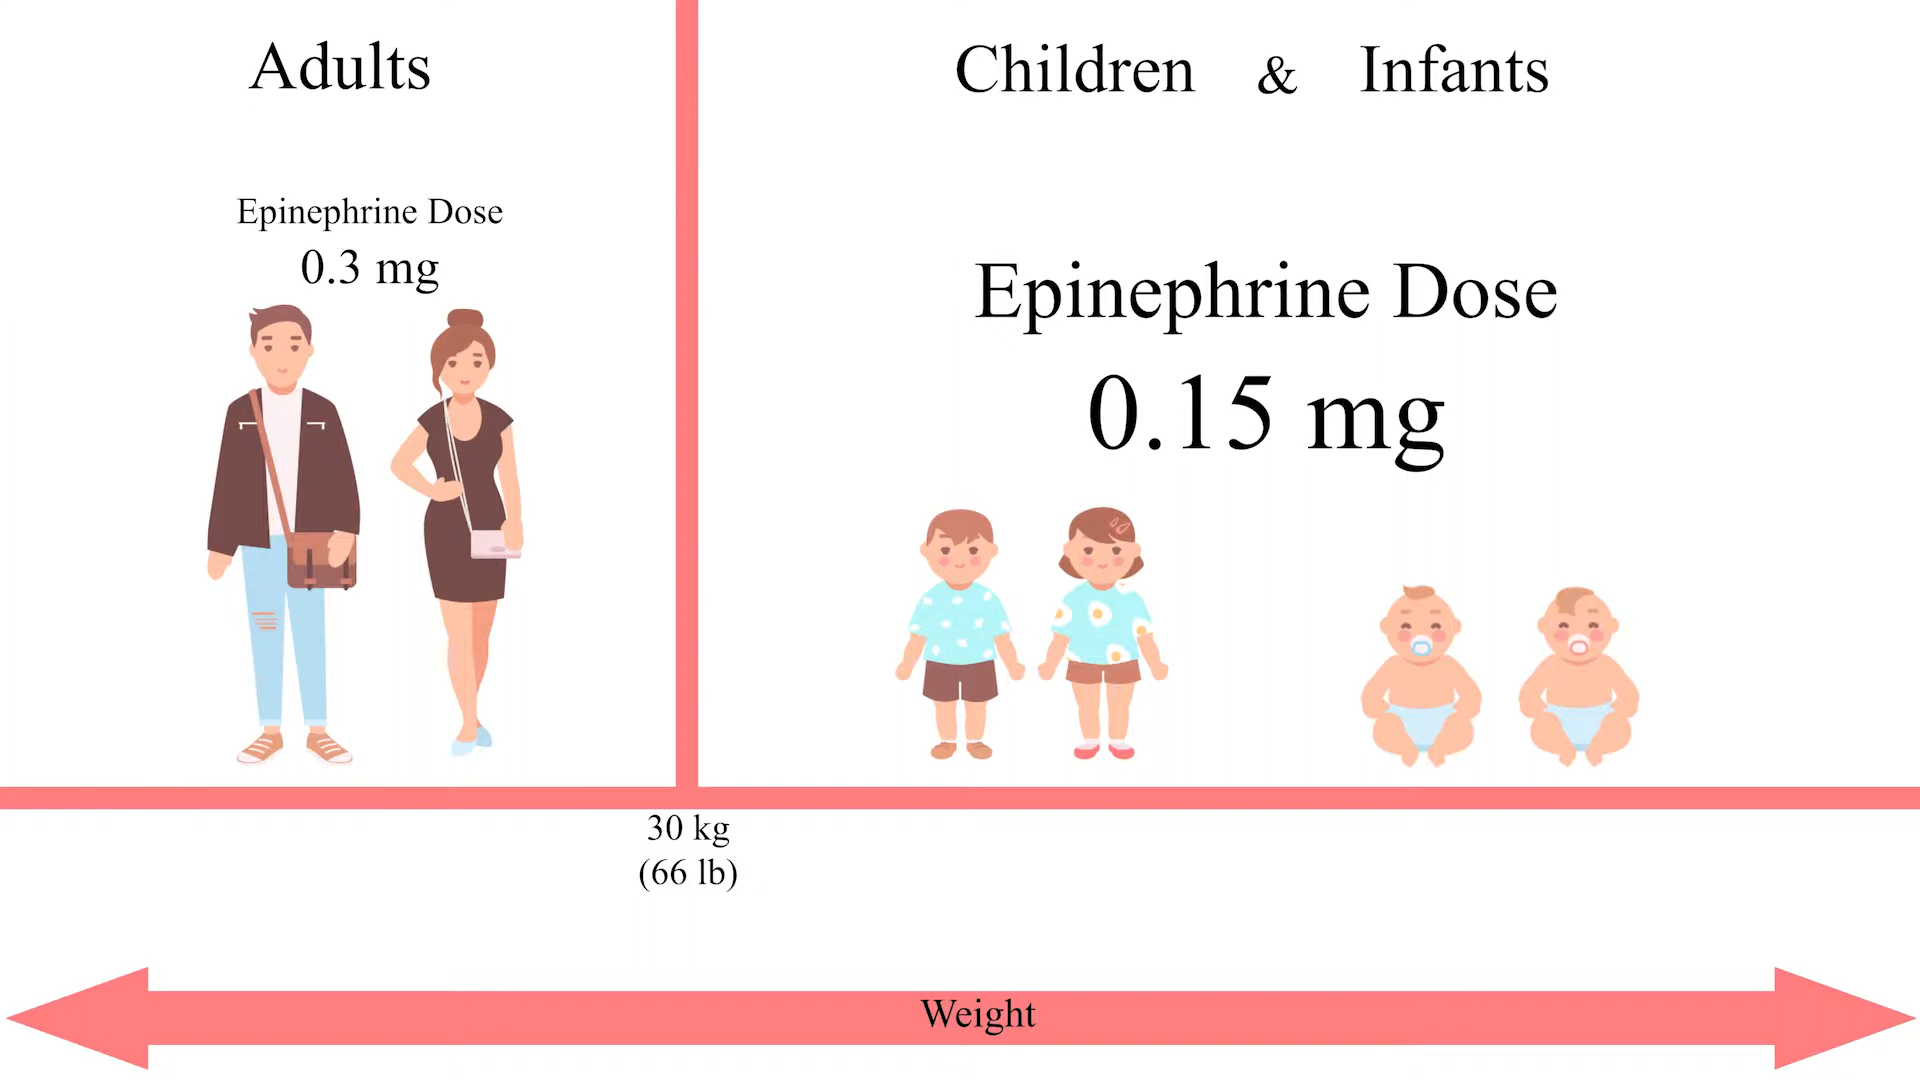 Adults
Epinephrine Dose
0.3 mg
Children & Infants
Epinephrine Dose
0.15 mg
30 kg
(66 lb)
Weight